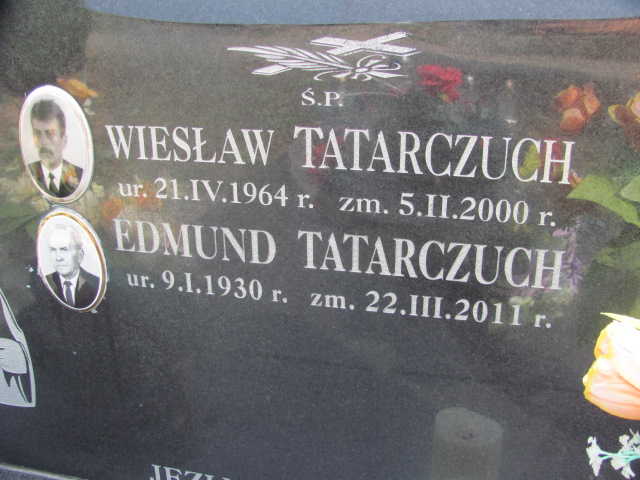 Ś.P.
WIESŁAW TATARCZUCH
ur. 21.IV.1964 r. zm. 5.II.2000 r.
EDMUND TATARCZUCH
ur. 9.I.1930 r. zm. 22.III.2011 r.